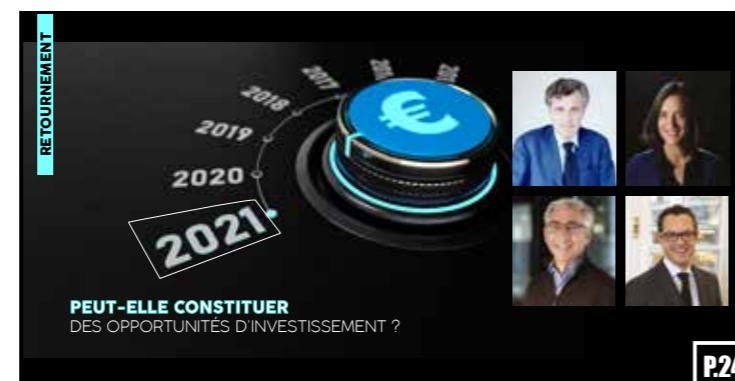 RETOURNEMENT
2017
2018
2019
2020
2021
€
PEUT-ELLE CONSTITUER
DES OPPORTUNITÉS D'INVESTISSEMENT ?
P.24